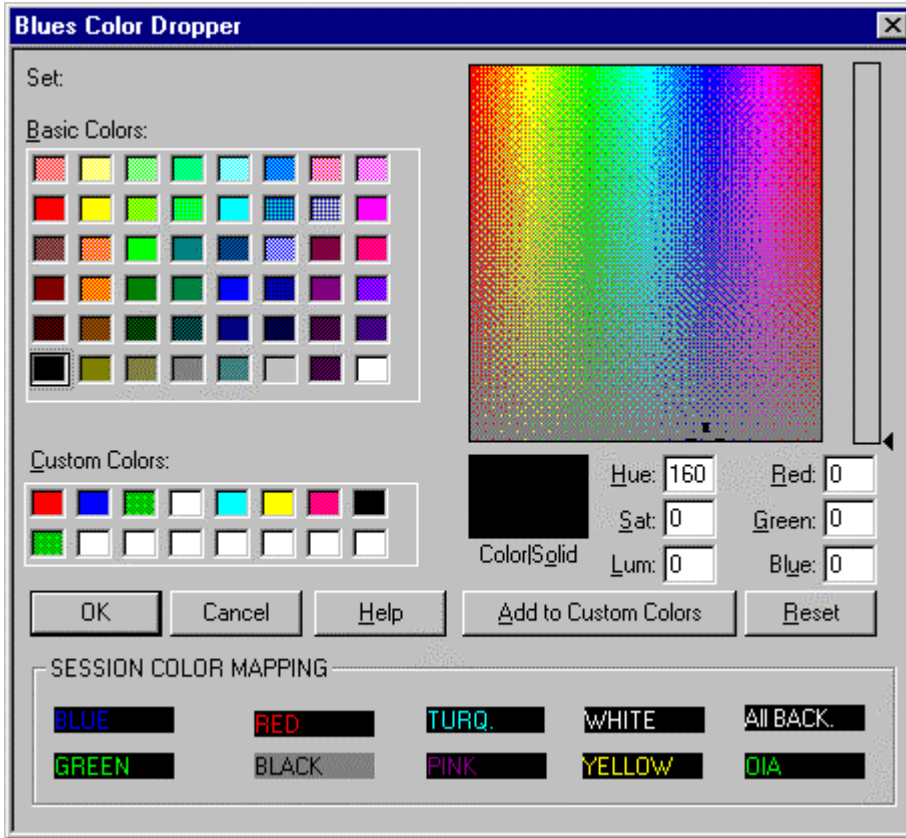 Blues Color Dropper
Set:
Basic Colors:
Custom Colors:
Color|Solid
Hue: 160
Sat: 0
Lum: 0
Red: 0
Green: 0
Blue: 0
OK Cancel Help Add to Custom Colors Reset
SESSION COLOR MAPPING
BLUE RED TURQ. WHITE All BACK.
GREEN BLACK PINK YELLOW OIA